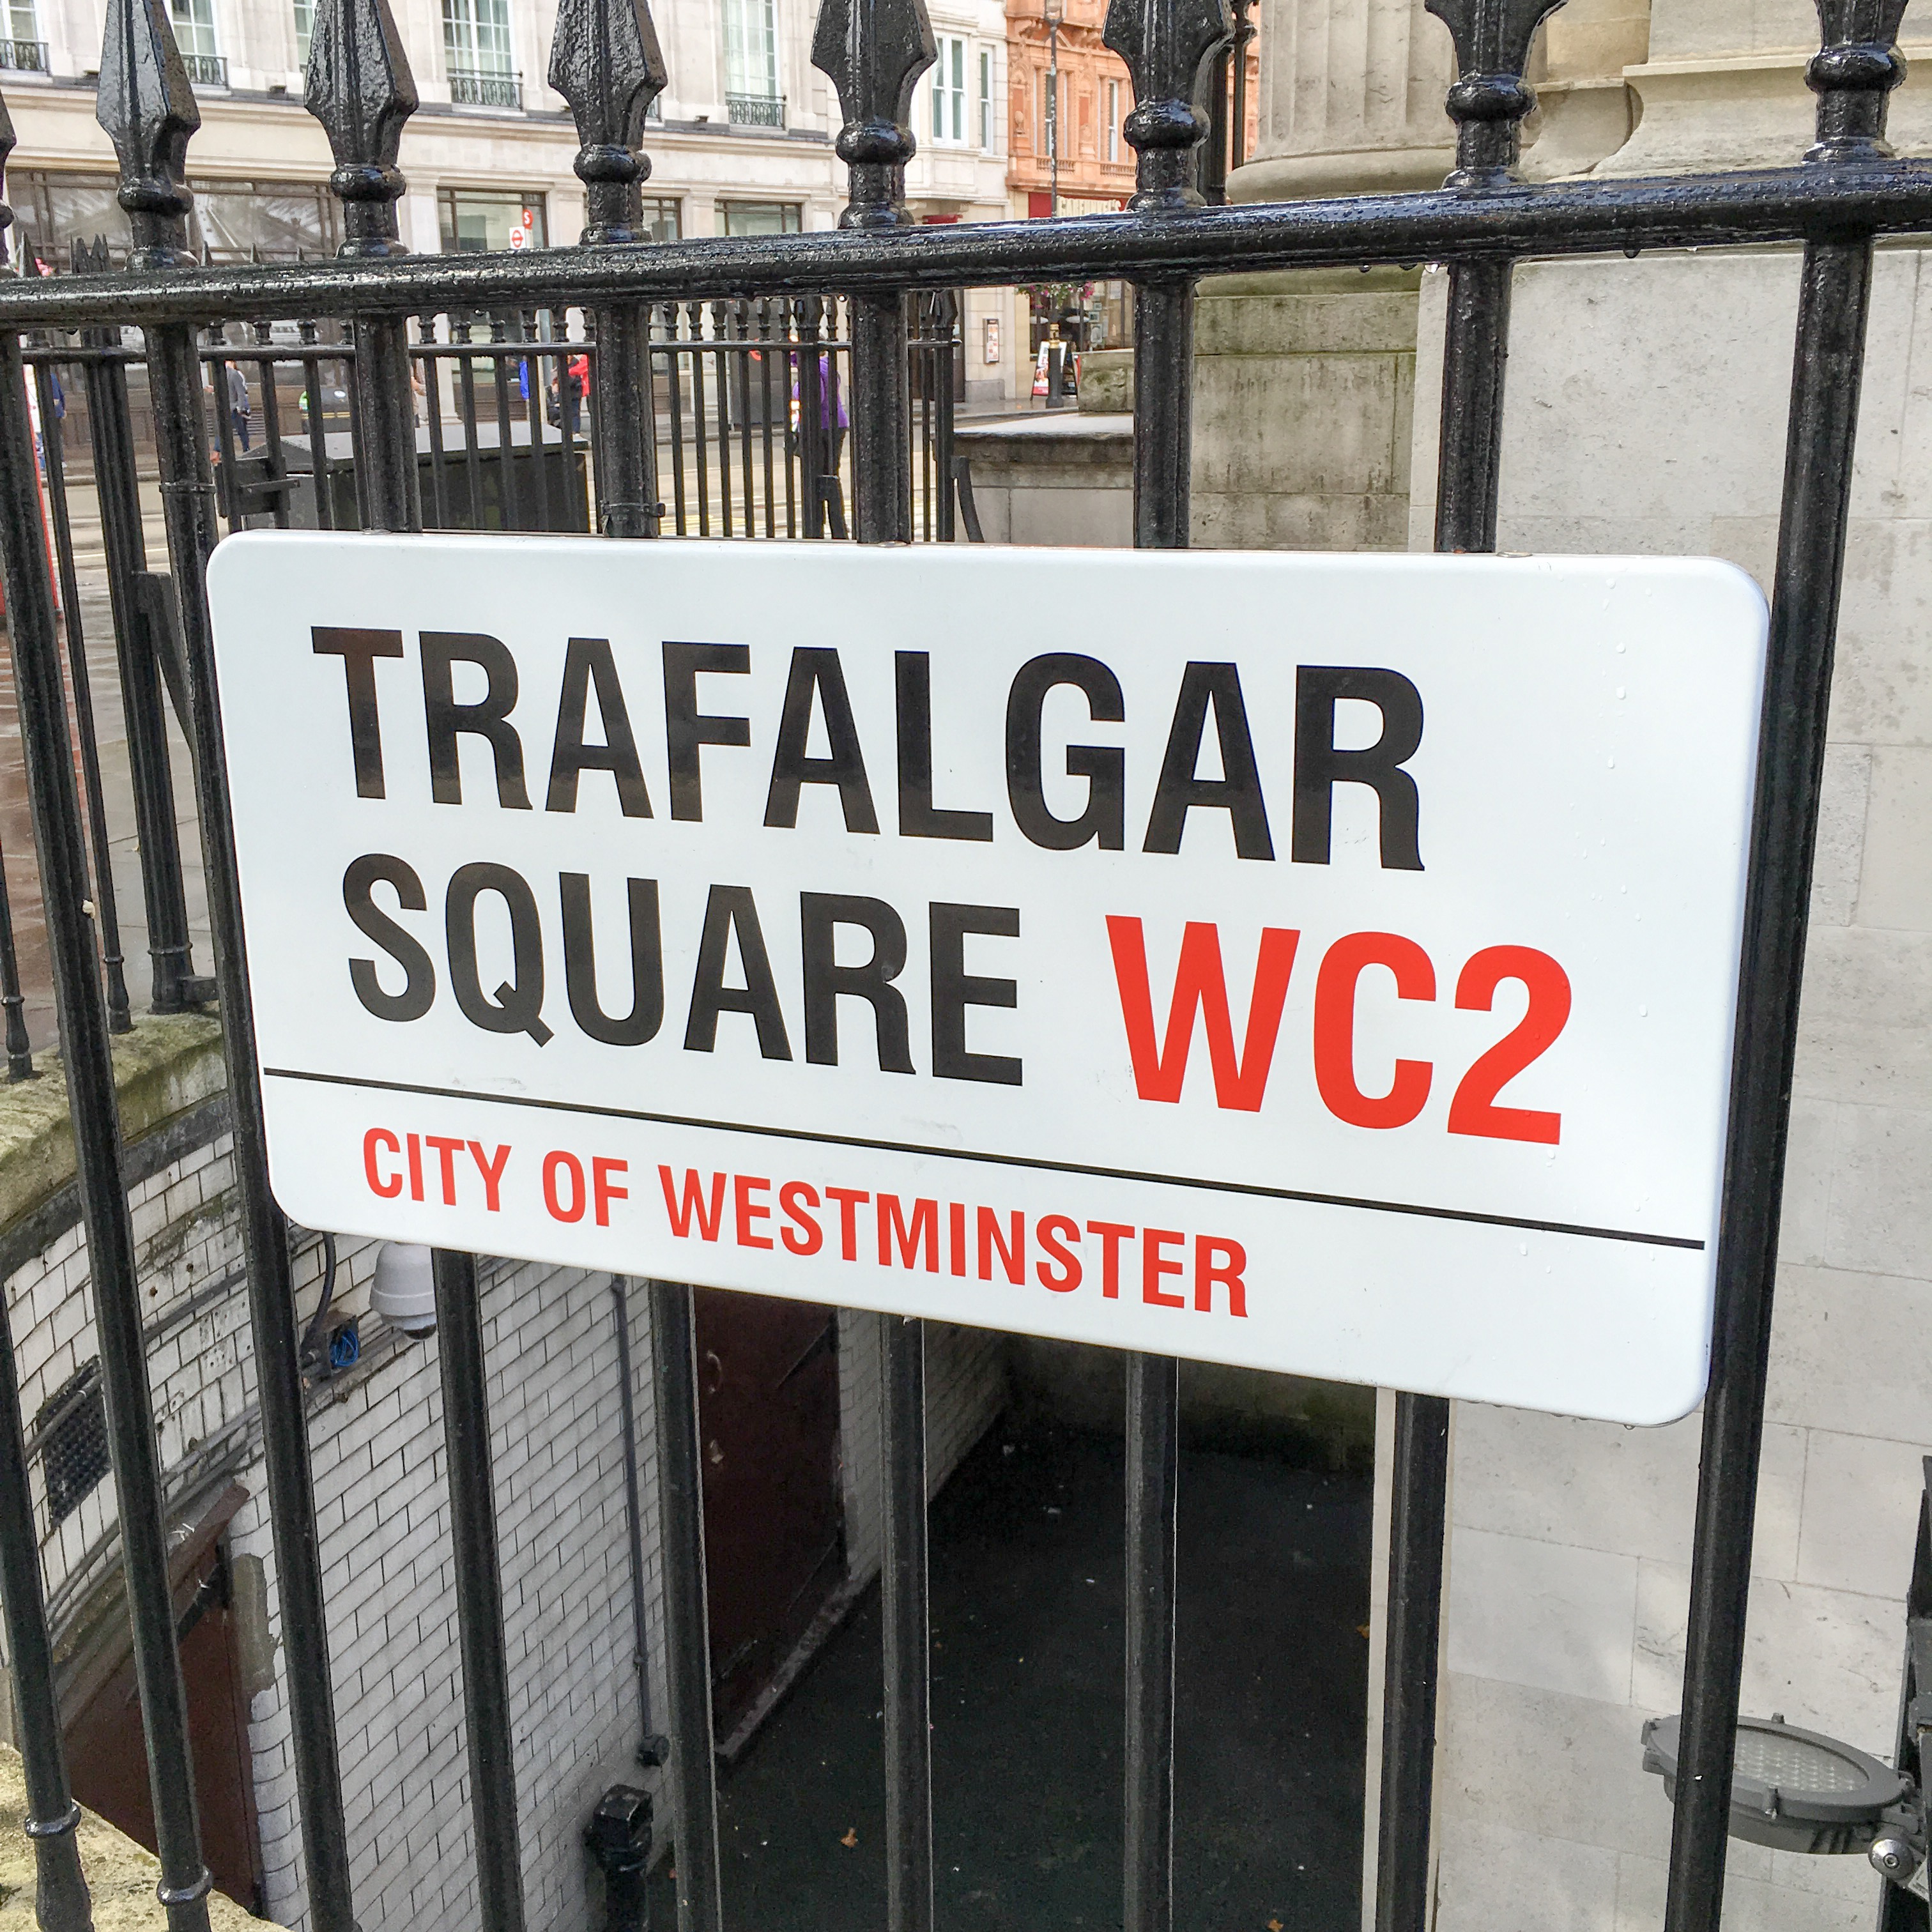 TRAFALGAR
SQUARE WC2
CITY OF WESTMINSTER
S